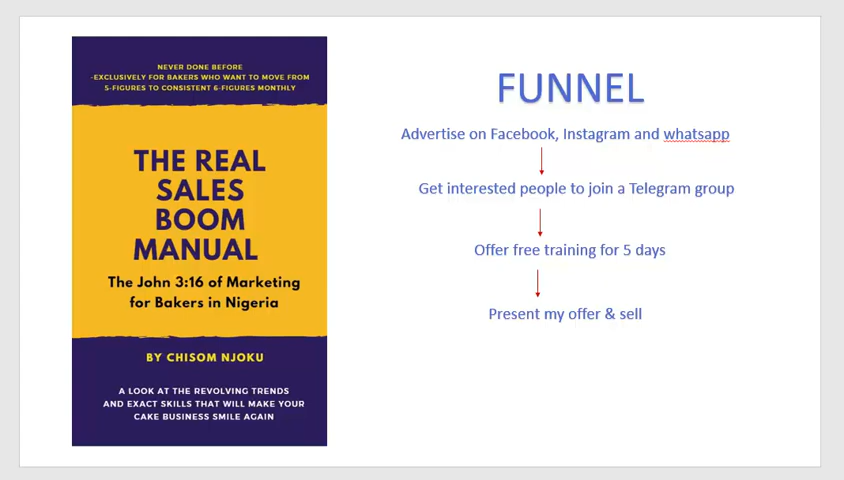 NEVER DONE BEFORE
-EXCLUSIVELY FOR BAKERS WHO WANT TO MOVE FROM
5-FIGURES TO CONSISTENT 6-FIGURES MONTHLY
THE REAL
SALES
BOOM
MANUAL
The John 3:16 of Marketing
for Bakers in Nigeria
BY CHISOM NJOKU
A LOOK AT THE REVOLVING TRENDS
AND EXACT SKILLS THAT WILL MAKE YOUR
CAKE BUSINESS SMILE AGAIN
FUNNEL
Advertise on Facebook, Instagram and whatsapp
Get interested people to join a Telegram group
Offer free training for 5 days
Present my offer & sell